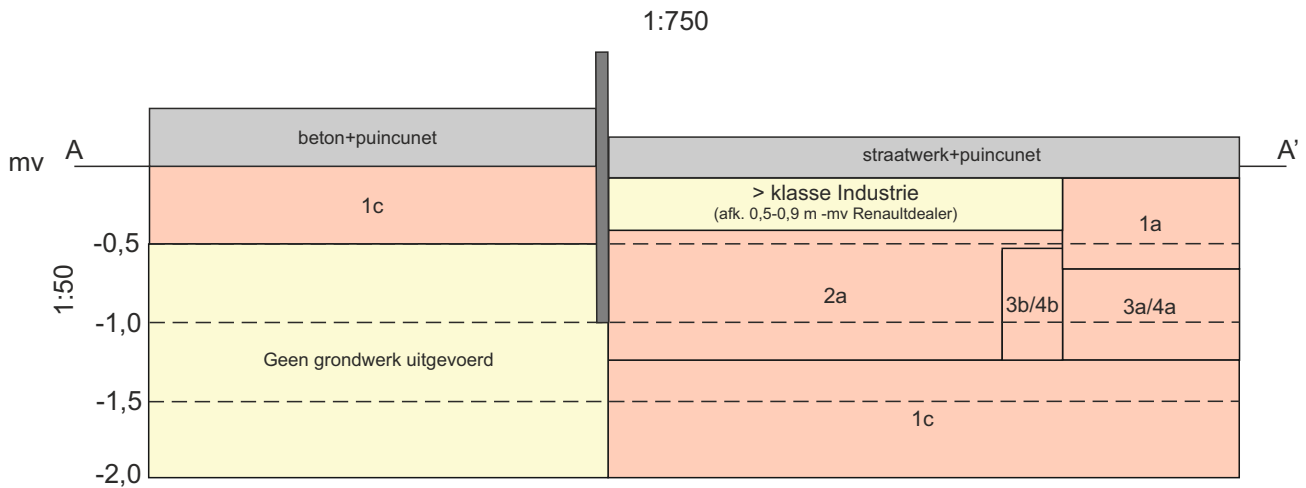 1:750
beton+puincunet
mv
A
straatwerk+puincunet
A'
> klasse Industrie
(afk. 0,5-0,9 m -mv Renaultdealer)
1c
1a
-0,5
1:50
2a
3b/4b
3a/4a
-1,0
Geen grondwerk uitgevoerd
-1,5
1c
-2,0